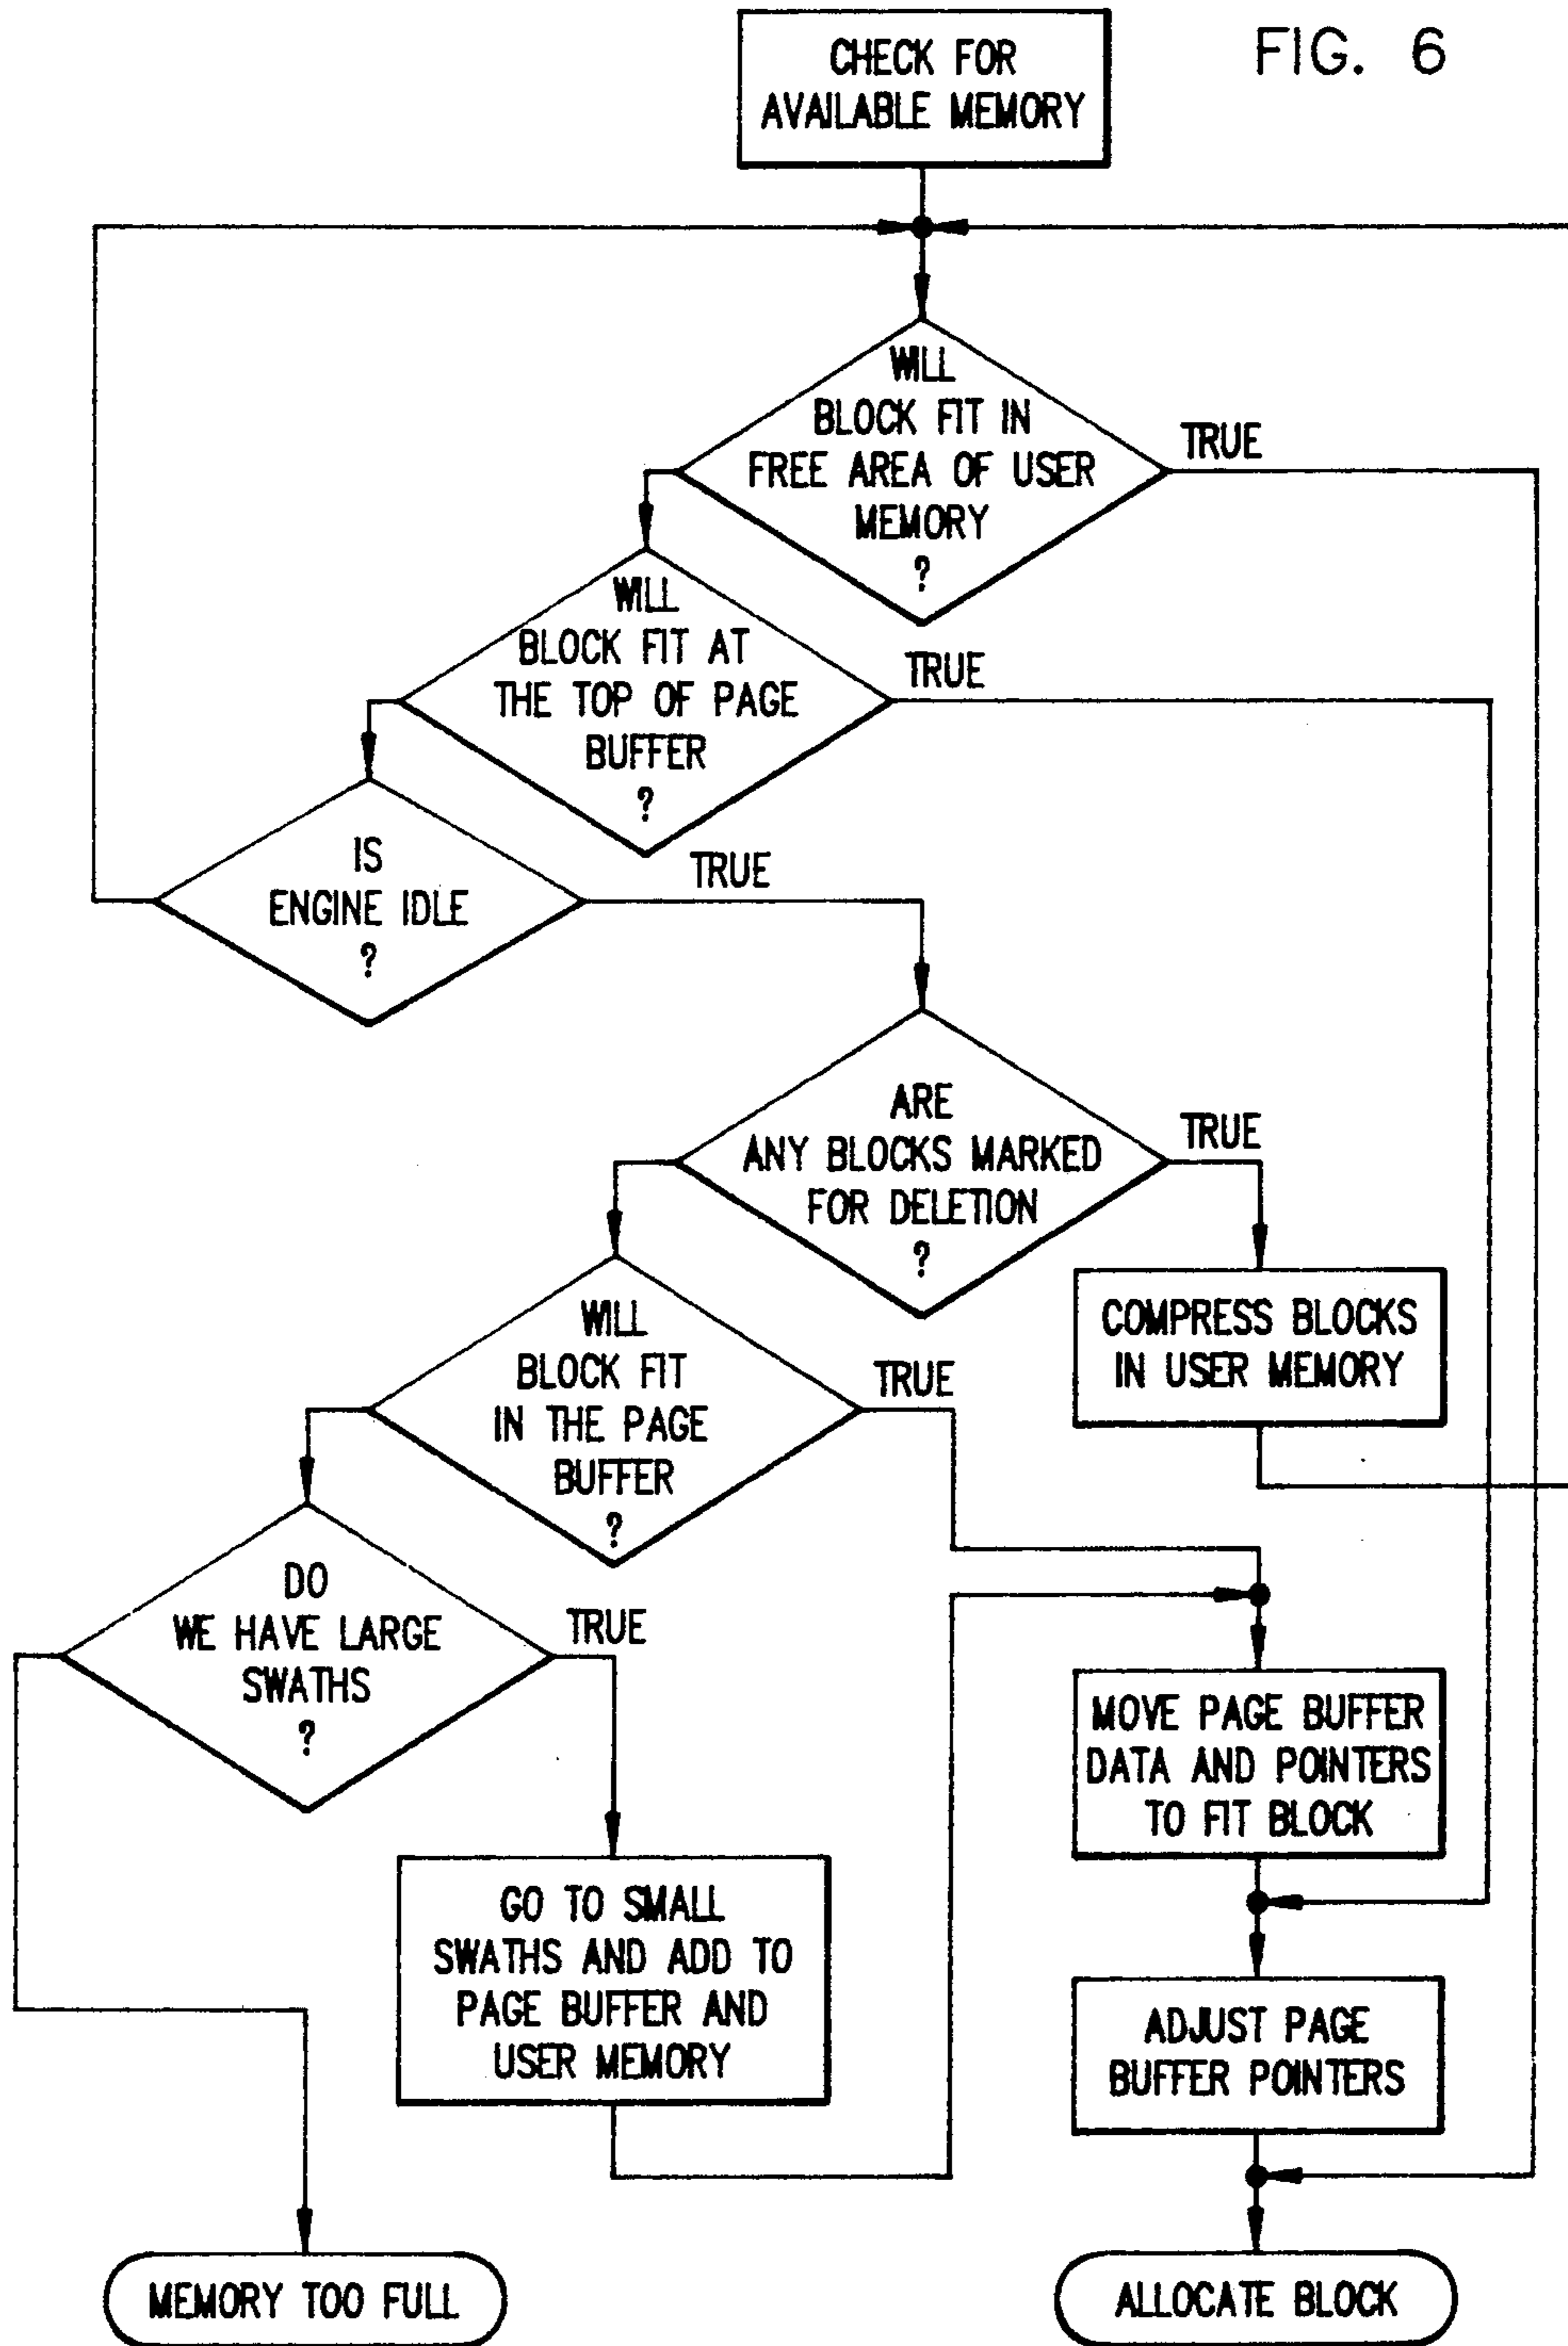 FIG. 6
CHECK FOR
AVAILABLE MEMORY
WILL
BLOCK FIT IN
FREE AREA OF USER
MEMORY
?
TRUE
WILL
BLOCK FIT AT
THE TOP OF PAGE
BUFFER
?
TRUE
IS
ENGINE IDLE
?
TRUE
ARE
ANY BLOCKS MARKED
FOR DELETION
?
TRUE
COMPRESS BLOCKS
IN USER MEMORY
WILL
BLOCK FIT
IN THE PAGE
BUFFER
?
TRUE
DO
WE HAVE LARGE
SWATHS
?
TRUE
MOVE PAGE BUFFER
DATA AND POINTERS
TO FIT BLOCK
GO TO SMALL
SWATHS AND ADD TO
PAGE BUFFER AND
USER MEMORY
ADJUST PAGE
BUFFER POINTERS
MEMORY TOO FULL
ALLOCATE BLOCK